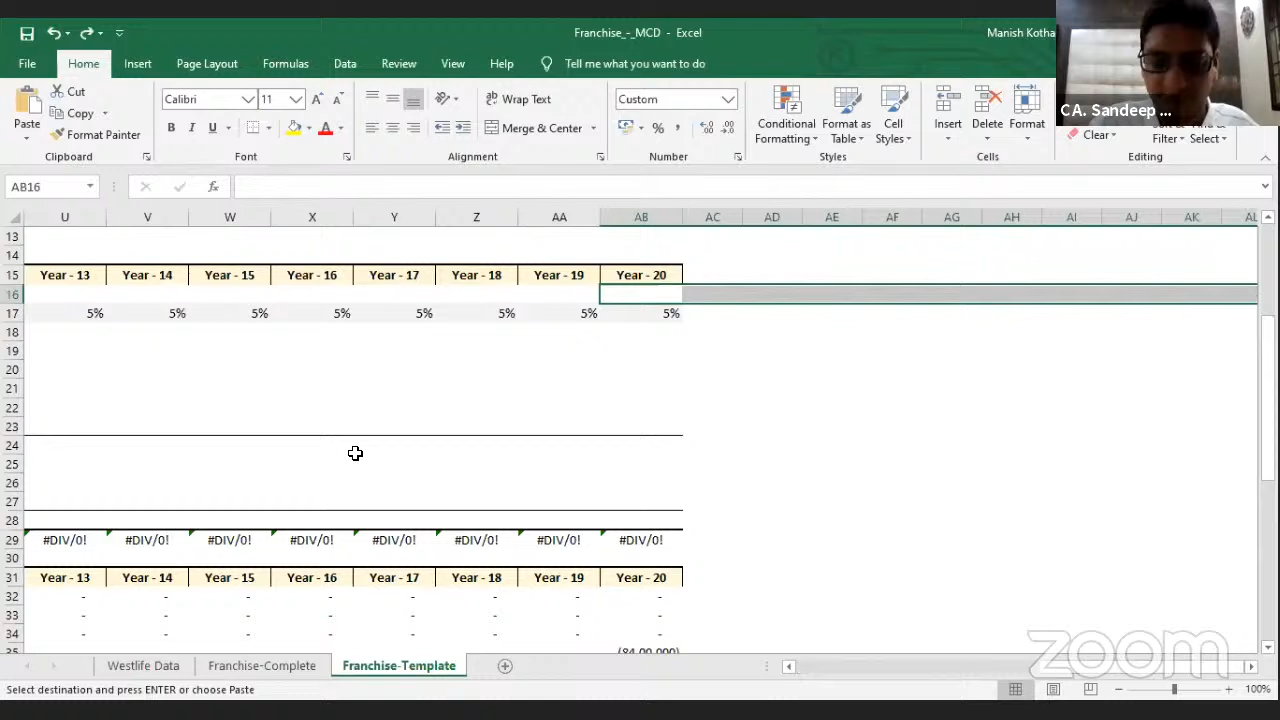 Franchise_-_MCD - Excel
Manish Kotha
File Home Insert Page Layout Formulas Data Review View Help Tell me what you want to do
CA. Sandeep ...
Cut
Copy
Format Painter
Paste
Clipboard
Calibri 11
B I U
Font
Wrap Text
Merge & Center
Alignment
Custom
Number
Conditional Formatting
Format as Table
Cell Styles
Styles
Insert Delete Format
Cells
Clear
Filter Select
Editing
AB16
U V W X Y Z AA AB AC AD AE AF AG AH AI AJ AK AL
13
14
15 Year - 13 Year - 14 Year - 15 Year - 16 Year - 17 Year - 18 Year - 19 Year - 20
16
17 5% 5% 5% 5% 5% 5% 5% 5%
18
19
20
21
22
23
24
25
26
27
28
29 #DIV/0! #DIV/0! #DIV/0! #DIV/0! #DIV/0! #DIV/0! #DIV/0! #DIV/0!
30
31 Year - 13 Year - 14 Year - 15 Year - 16 Year - 17 Year - 18 Year - 19 Year - 20
32 - - - - - - - -
33 - - - - - - - -
34 - - - - - - - -
35 (84,00,000)
zoom
Westlife Data Franchise-Complete Franchise-Template
Select destination and press ENTER or choose Paste
100%